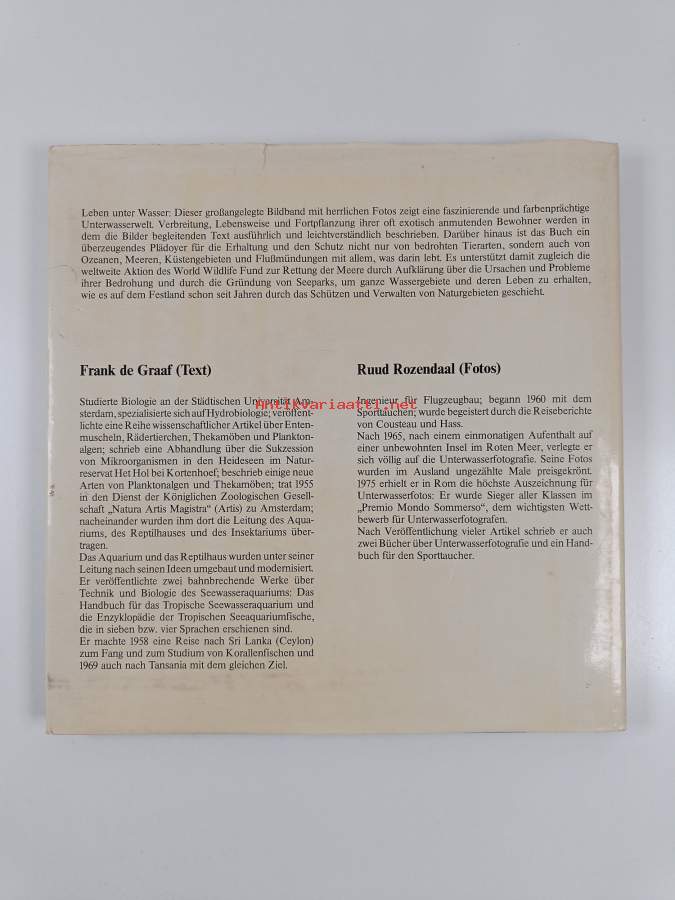 Leben unter Wasser: Dieser großangelegte Bildband mit herrlichen Fotos zeigt eine faszinierende und farbenprächtige
Unterwasserwelt. Verbreitung, Lebensweise und Fortpflanzung ihrer oft exotisch anmutenden Bewohner werden in
dem die Bilder begleitenden Text ausführlich und leichtverständlich beschrieben. Darüber hinaus ist das Buch ein
überzeugendes Plädoyer für die Erhaltung und den Schutz nicht nur von bedrohten Tierarten, sondern auch von
Ozeanen, Meeren, Küstengebieten und Flußmündungen mit allem, was darin lebt. Es unterstützt damit zugleich die
weltweite Aktion des World Wildlife Fund zur Rettung der Meere durch Aufklärung über die Ursachen und Probleme
ihrer Bedrohung und durch die Gründung von Seeparks, um ganze Wassergebiete und deren Leben zu erhalten,
wie es auf dem Festland schon seit Jahren durch das Schützen und Verwalten von Naturgebieten geschieht.
Frank de Graaf (Text)
Studierte Biologie an der Städtischen Universität Am-
sterdam, spezialisierte sich auf Hydrobiologie; veröffent-
lichte eine Reihe wissenschaftlicher Artikel über Enten-
muscheln, Rädertierchen, Thekamöben und Plankton-
algen; schrieb eine Abhandlung über die Sukzession
von Mikroorganismen in den Heideseen im Natur-
reservat Het Hol bei Kortenhoef; beschrieb einige neue
Arten von Planktonalgen und Thekamöben; trat 1955
in den Dienst der Königlichen Zoologischen Gesell-
schaft „Natura Artis Magistra“ (Artis) zu Amsterdam;
nacheinander wurden ihm dort die Leitung des Aqua-
riums, des Reptilhauses und des Insektariums über-
tragen.
Das Aquarium und das Reptilhaus wurden unter seiner
Leitung nach seinen Ideen umgebaut und modernisiert.
Er veröffentlichte zwei bahnbrechende Werke über
Technik und Biologie des Seewasseraquariums: Das
Handbuch für das Tropische Seewasseraquarium und
die Enzyklopädie der Tropischen Seeaquariumfische,
die in sieben bzw. vier Sprachen erschienen sind.
Er machte 1958 eine Reise nach Sri Lanka (Ceylon)
zum Fang und zum Studium von Korallenfischen und
1969 auch nach Tansania mit dem gleichen Ziel.
Ruud Rozendaal (Fotos)
Ingenieur für Flugzeugbau; begann 1960 mit dem
Sporttauchen; wurde begeistert durch die Reiseberichte
von Cousteau und Hass.
Nach 1965, nach einem einmonatigen Aufenthalt auf
einer unbewohnten Insel im Roten Meer, verlegte er
sich völlig auf die Unterwasserfotografie. Seine Fotos
wurden im Ausland ungezählte Male preisgekrönt.
1975 erhielt er in Rom die höchste Auszeichnung für
Unterwasserfotos: Er wurde Sieger aller Klassen im
„Premio Mondo Sommerso“, dem wichtigsten Wett-
bewerb für Unterwasserfotografen.
Nach Veröffentlichung vieler Artikel schrieb er auch
zwei Bücher über Unterwasserfotografie und ein Hand-
buch für den Sporttaucher.
Antikvariaatti.net